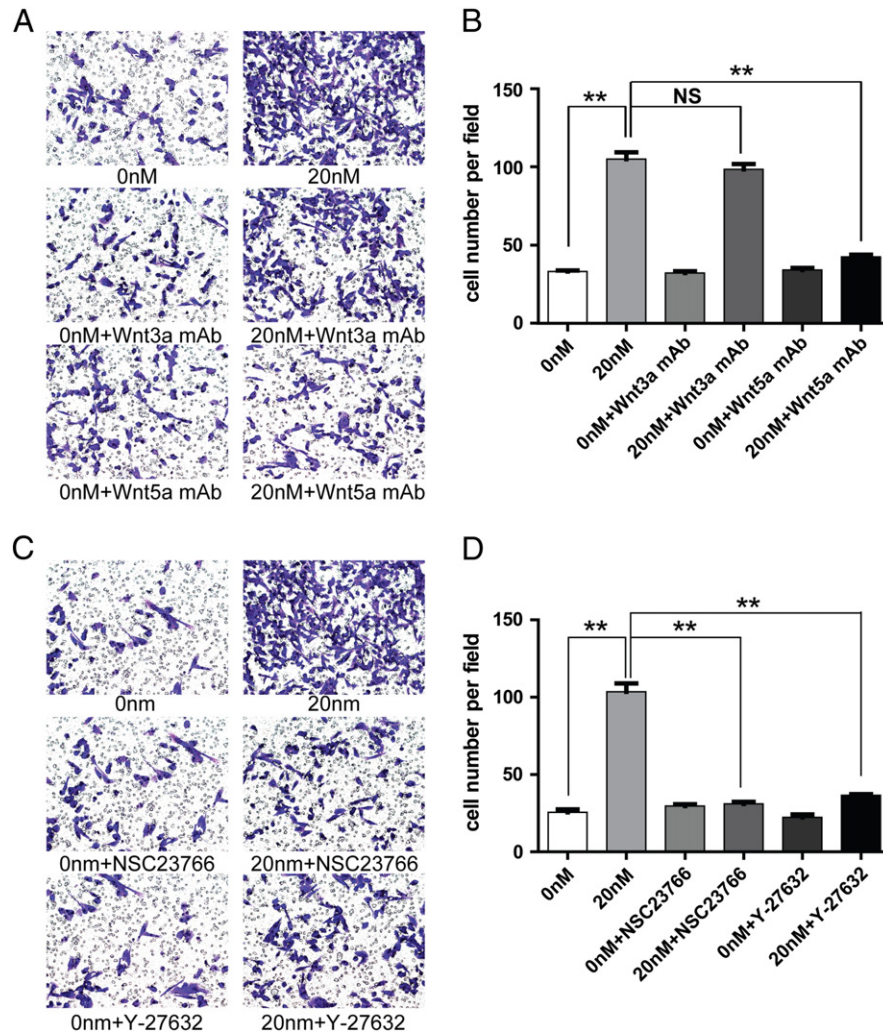 A
0nM
20nM
0nM+Wnt3a mAb
20nM+Wnt3a mAb
0nM+Wnt5a mAb
20nM+Wnt5a mAb
B
**
**
NS
cell number per field
150
100
50
0
0nM
20nM
0nM+Wnt3a mAb
20nM+Wnt3a mAb
0nM+Wnt5a mAb
20nM+Wnt5a mAb
C
0nm
20nm
0nm+NSC23766
20nm+NSC23766
0nm+Y-27632
20nm+Y-27632
D
**
**
**
cell number per field
150
100
50
0
0nM
20nM
0nM+NSC23766
20nM+NSC23766
0nM+Y-27632
20nM+Y-27632